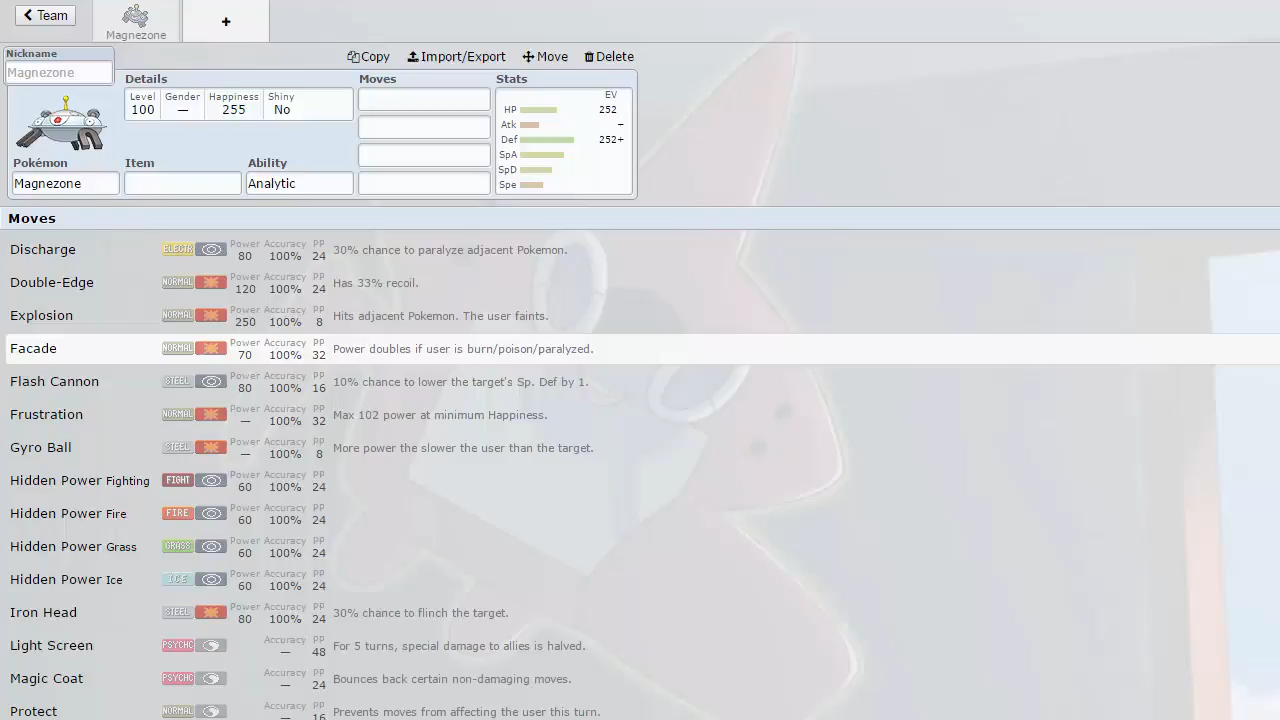 Team
Magnezone
+
Nickname
Magnezone
Copy Import/Export Move Delete
Details
Moves
Stats
Level Gender Happiness Shiny
100 — 255 No
EV
HP 252
Atk –
Def 252+
SpA
SpD
Spe
Pokémon Item Ability
Magnezone Analytic
Moves
Discharge ELECTR Power 80 Accuracy 100% PP 24 30% chance to paralyze adjacent Pokemon.
Double-Edge NORMAL Power 120 Accuracy 100% PP 24 Has 33% recoil.
Explosion NORMAL Power 250 Accuracy 100% PP 8 Hits adjacent Pokemon. The user faints.
Facade NORMAL Power 70 Accuracy 100% PP 32 Power doubles if user is burn/poison/paralyzed.
Flash Cannon STEEL Power 80 Accuracy 100% PP 16 10% chance to lower the target's Sp. Def by 1.
Frustration NORMAL Power — Accuracy 100% PP 32 Max 102 power at minimum Happiness.
Gyro Ball STEEL Power — Accuracy 100% PP 8 More power the slower the user than the target.
Hidden Power Fighting FIGHT Power 60 Accuracy 100% PP 24
Hidden Power Fire FIRE Power 60 Accuracy 100% PP 24
Hidden Power Grass GRASS Power 60 Accuracy 100% PP 24
Hidden Power Ice ICE Power 60 Accuracy 100% PP 24
Iron Head STEEL Power 80 Accuracy 100% PP 24 30% chance to flinch the target.
Light Screen PSYCHC Accuracy — PP 48 For 5 turns, special damage to allies is halved.
Magic Coat PSYCHC Accuracy — PP 24 Bounces back certain non-damaging moves.
Protect NORMAL Accuracy — PP 16 Prevents moves from affecting the user this turn.